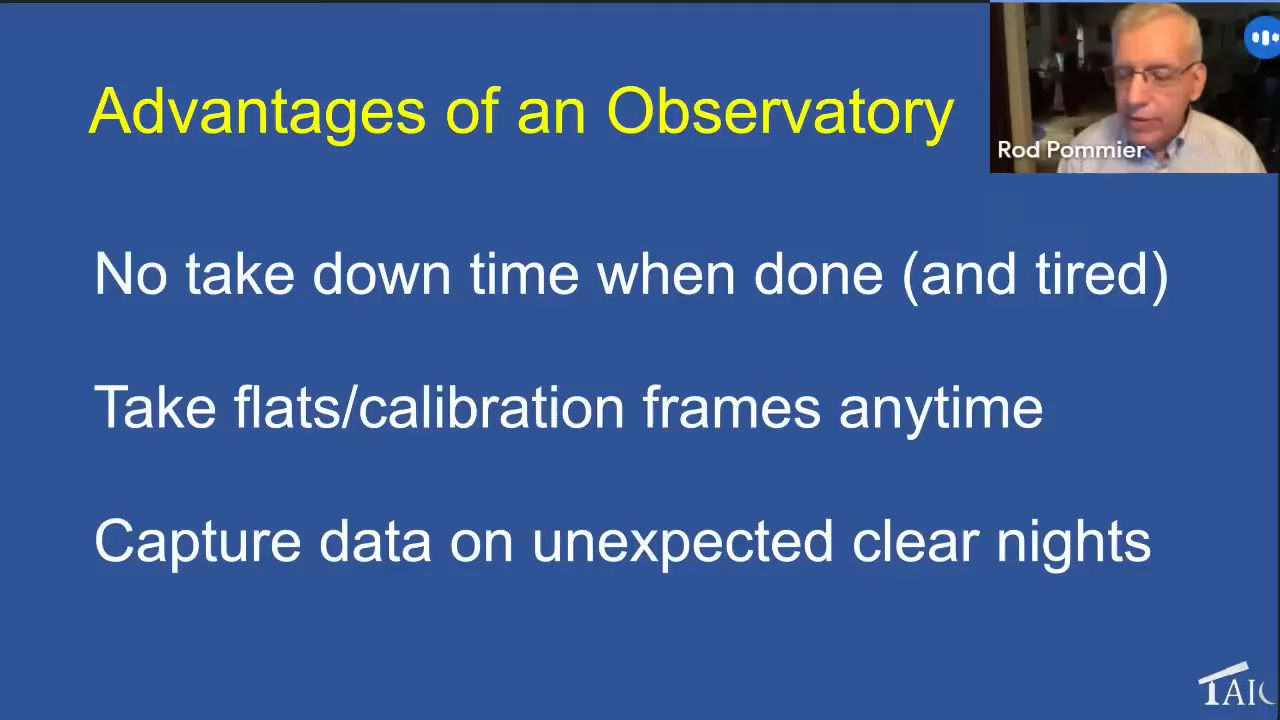 Advantages of an Observatory
Rod Pommier
No take down time when done (and tired)
Take flats/calibration frames anytime
Capture data on unexpected clear nights
TAIC